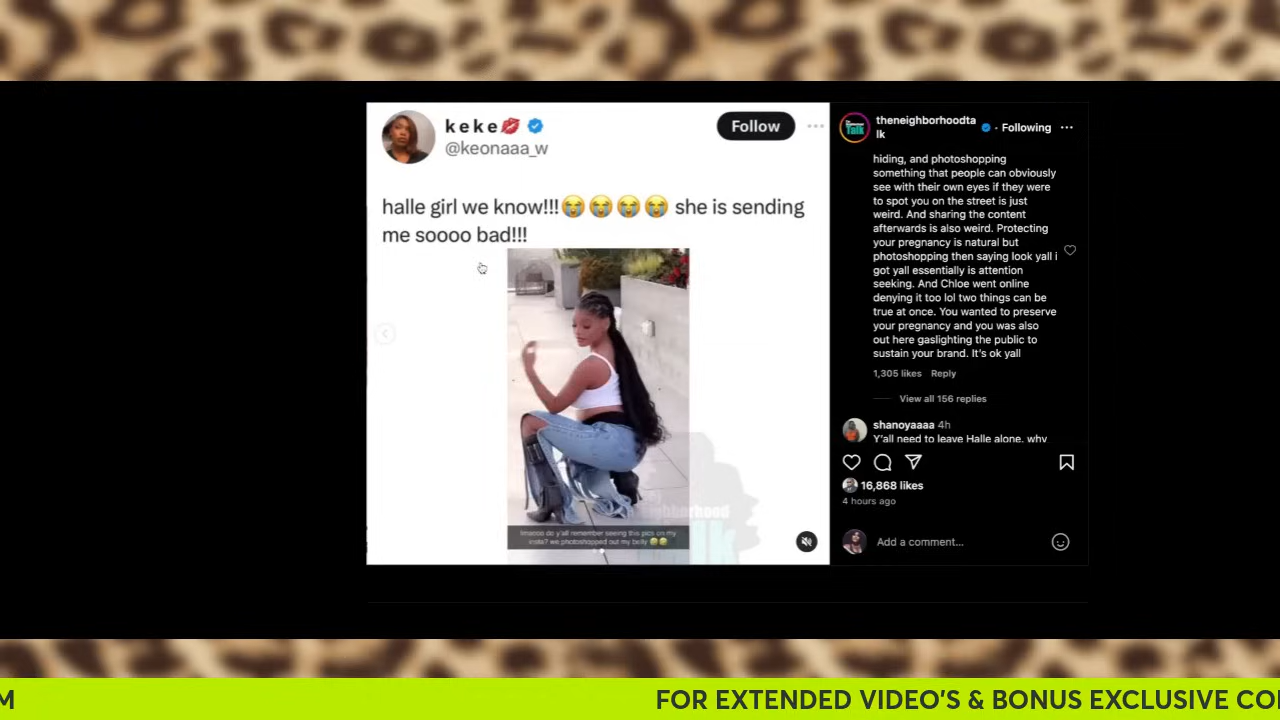 keke
@keonaaa_w
Follow
halle girl we know!!!😭😭😭😭 she is sending
me soooo bad!!!
lmaooo do y'all remember seeing this pics on my
insta? we photoshopped out my belly
theneighborhoodta
lk
Following
hiding, and photoshopping
something that people can obviously
see with their own eyes if they were
to spot you on the street is just
weird. And sharing the content
afterwards is also weird. Protecting
your pregnancy is natural but
photoshopping then saying look yall i
got yall essentially is attention
seeking. And Chloe went online
denying it too lol two things can be
true at once. You wanted to preserve
your pregnancy and you was also
out here gaslighting the public to
sustain your brand. It's ok yall
1,305 likes Reply
View all 156 replies
shanoyaaaa 4h
Y'all need to leave Halle alone, why
16,868 likes
4 hours ago
Add a comment...
M
FOR EXTENDED VIDEO'S & BONUS EXCLUSIVE CO